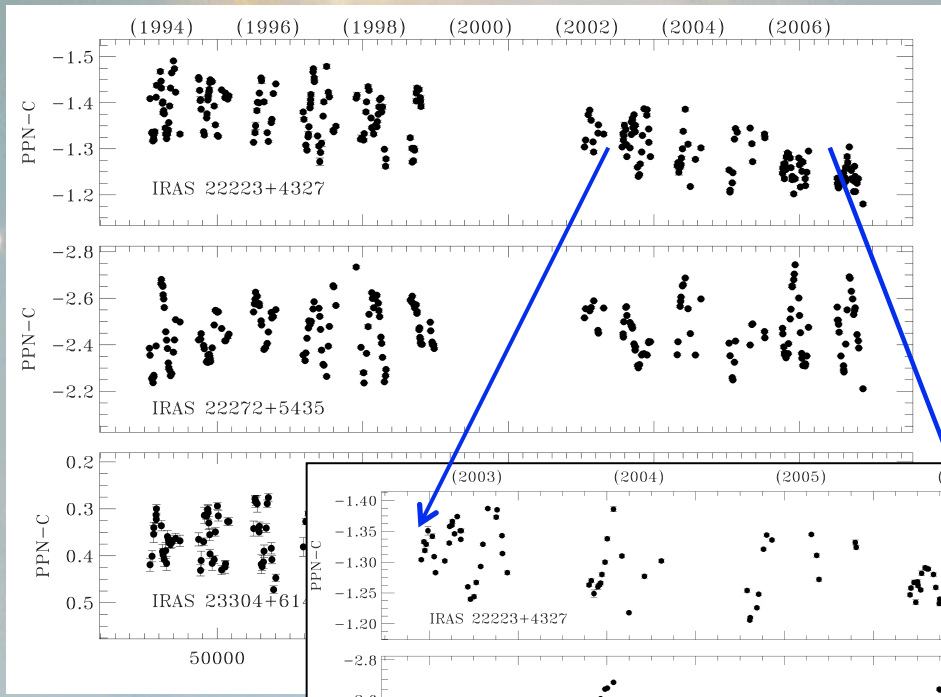 (1994) (1996) (1998) (2000) (2002) (2004) (2006)
−1.5
−1.4
−1.3
−1.2
PPN−C
IRAS 22223+4327
−2.8
−2.6
−2.4
−2.2
PPN−C
IRAS 22272+5435
0.2
0.3
0.4
0.5
PPN−C
IRAS 23304+614
50000
(2003) (2004) (2005) (
−1.40
−1.35
−1.30
−1.25
−1.20
PPN−C
IRAS 22223+4327
−2.8